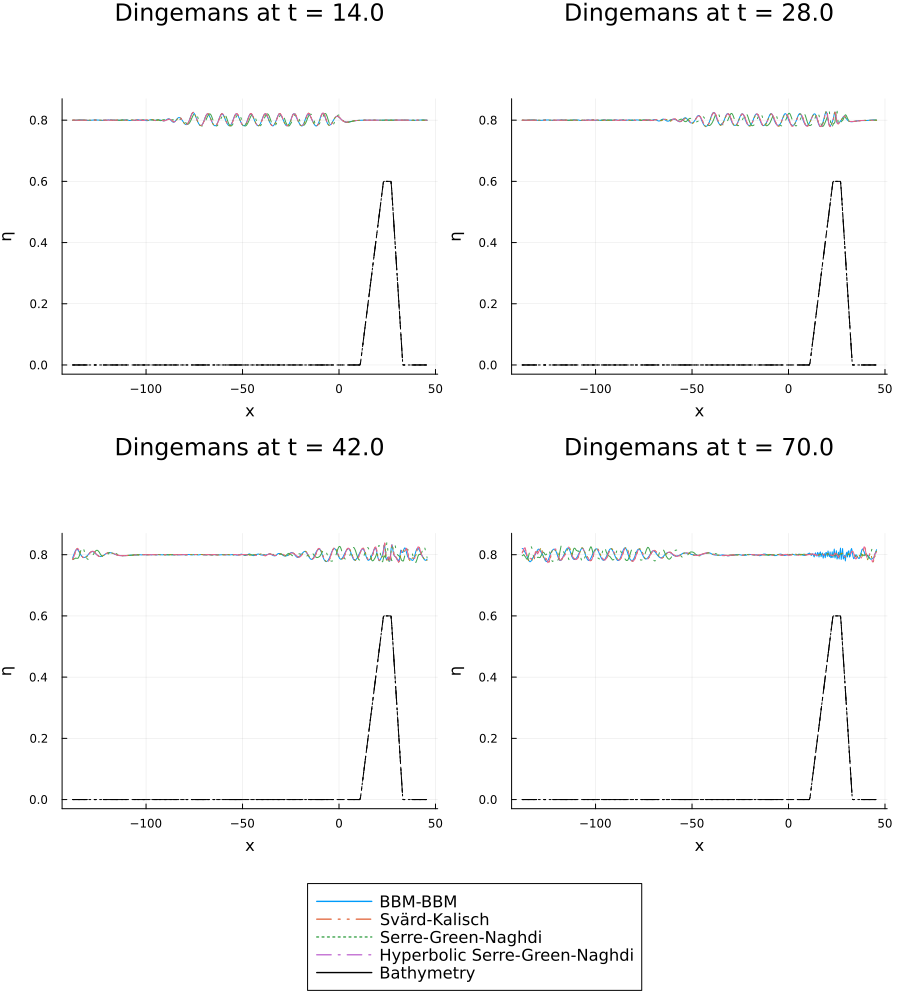 Dingemans at t = 14.0
Dingemans at t = 28.0
0.8
0.6
0.4
0.2
0.0
η
−100
−50
0
50
x
0.8
0.6
0.4
0.2
0.0
η
−100
−50
0
50
x
Dingemans at t = 42.0
Dingemans at t = 70.0
0.8
0.6
0.4
0.2
0.0
η
−100
−50
0
50
x
0.8
0.6
0.4
0.2
0.0
η
−100
−50
0
50
x
BBM-BBM
Svärd-Kalisch
Serre-Green-Naghdi
Hyperbolic Serre-Green-Naghdi
Bathymetry